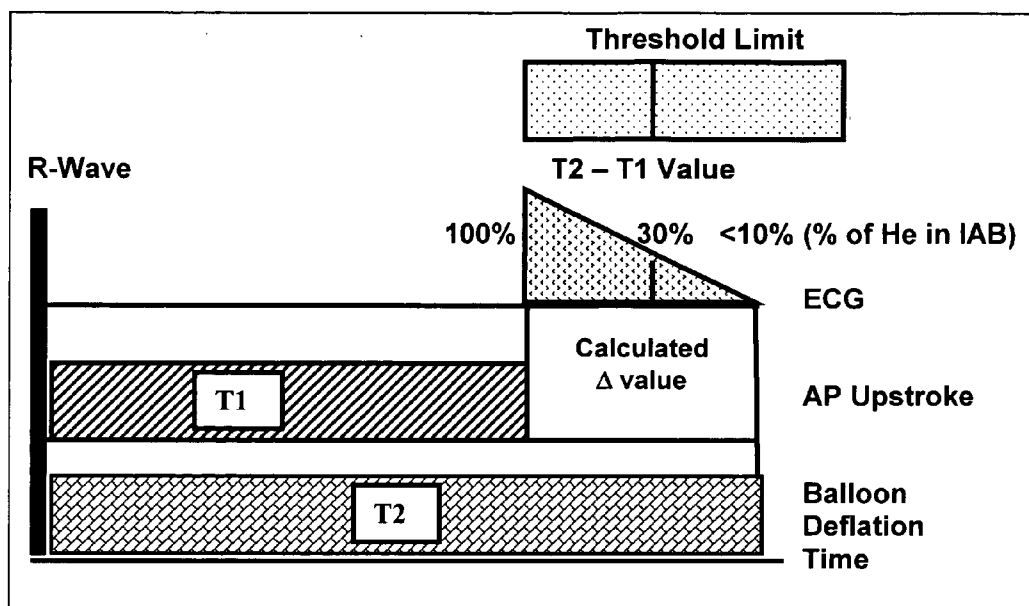 Threshold Limit
R-Wave
T2 – T1 Value
100%
30%
<10% (% of He in IAB)
ECG
Calculated
Δ value
T1
AP Upstroke
T2
Balloon
Deflation
Time